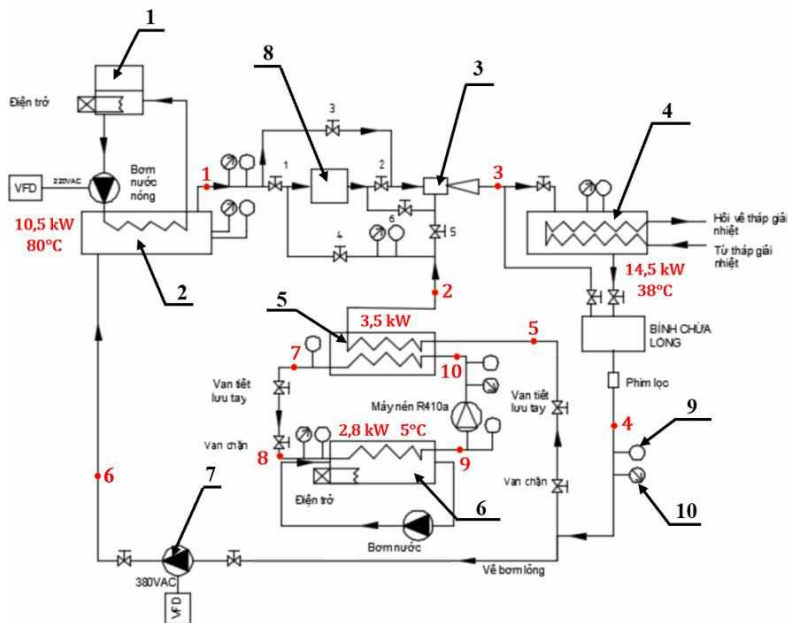 1
8
3
4
Điện trở
3
VFD
220VAC
Bơm
nước
nóng
1
1
2
3
10,5 kW
80°C
4
6
5
Hồi về tháp giải
nhiệt
Từ tháp giải
nhiệt
2
5
2
14,5 kW
38°C
3,5 kW
5
BÌNH CHỨA
LỎNG
7
10
Phim lọc
Van tiết
lưu tay
Máy nén R410a
Van tiết
lưu tay
4
9
Van chặn
2,8 kW 5°C
8
9
6
Điện trở
6
Van chặn
10
7
Bơm nước
Về bơm lỏng
380VAC
VFD